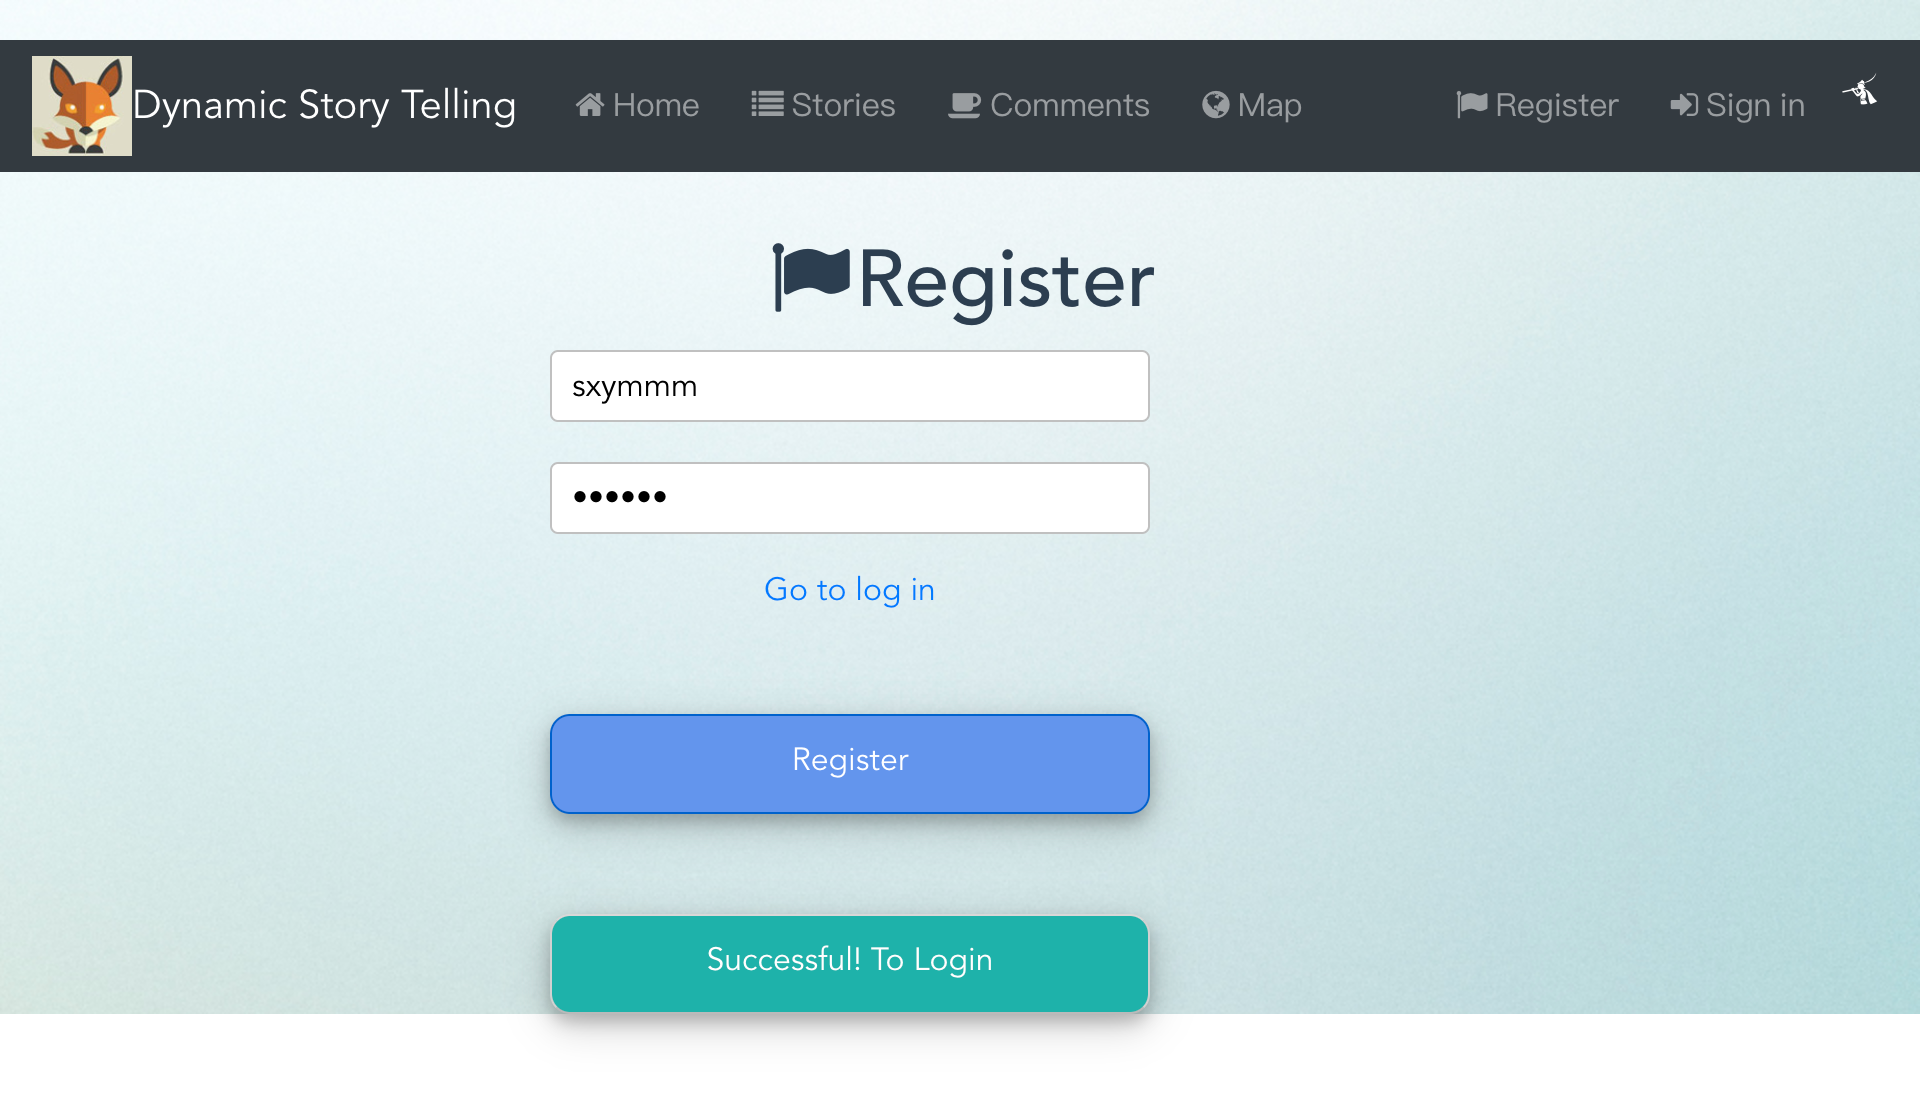 Dynamic Story Telling Home Stories Comments Map Register Sign in
Register
sxymmm
••••••
Go to log in
Register
Successful! To Login